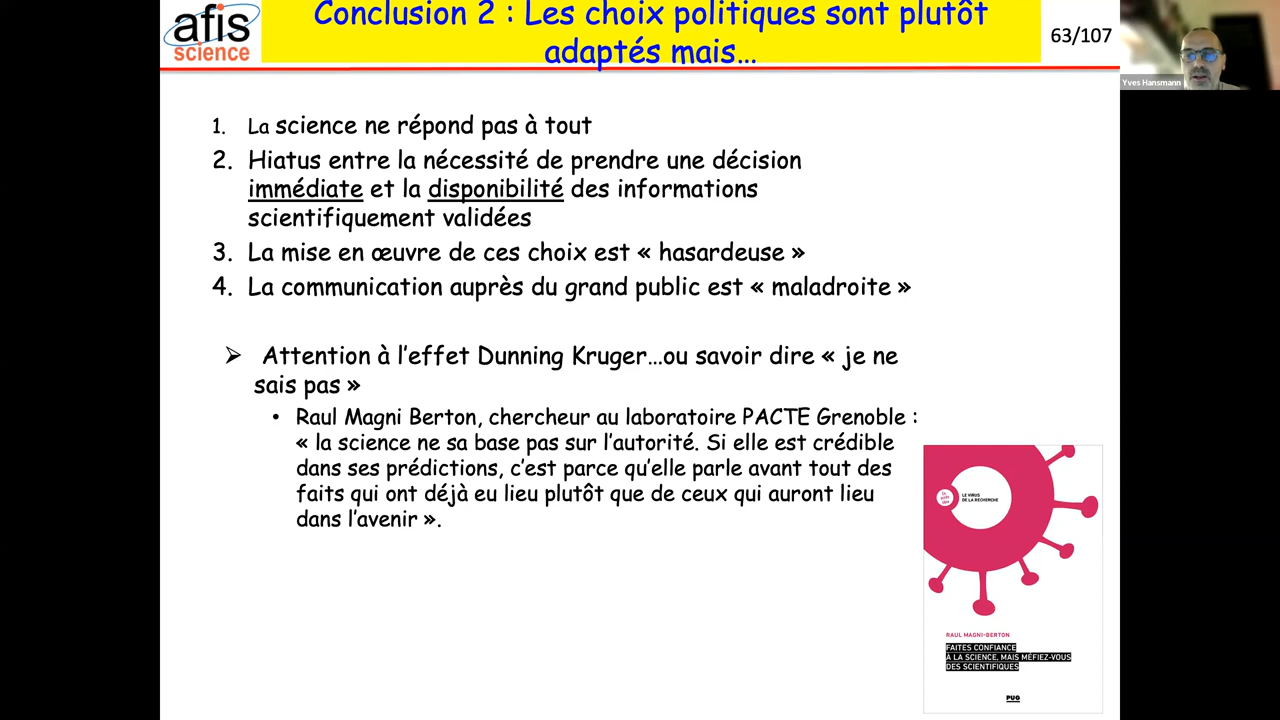 afis
science
Conclusion 2 : Les choix politiques sont plutôt
adaptés mais…
63/107
Yves Hansmann
1. La science ne répond pas à tout
2. Hiatus entre la nécessité de prendre une décision
immédiate et la disponibilité des informations
scientifiquement validées
3. La mise en œuvre de ces choix est « hasardeuse »
4. La communication auprès du grand public est « maladroite »
➢ Attention à l’effet Dunning Kruger…ou savoir dire « je ne
sais pas »
• Raul Magni Berton, chercheur au laboratoire PACTE Grenoble :
« la science ne sa base pas sur l’autorité. Si elle est crédible
dans ses prédictions, c’est parce qu’elle parle avant tout des
faits qui ont déjà eu lieu plutôt que de ceux qui auront lieu
dans l’avenir ».
LE VIRUS
DE LA RECHERCHE
RAUL MAGNI-BERTON
FAITES CONFIANCE
À LA SCIENCE, MAIS MÉFIEZ-VOUS
DES SCIENTIFIQUES
PUG